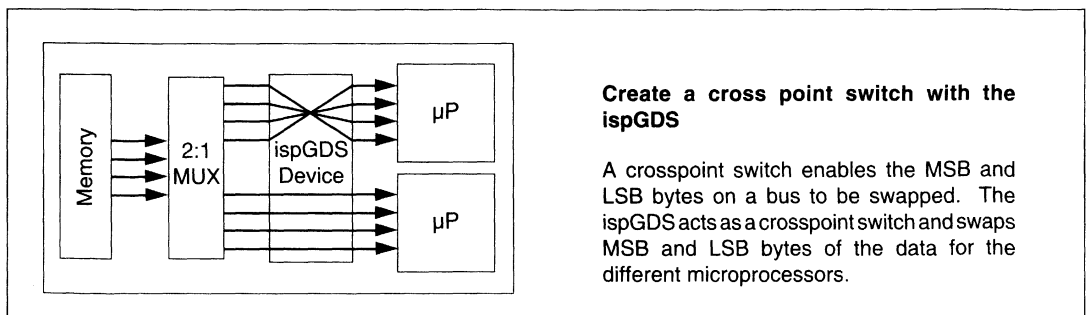 Memory
2:1
MUX
ispGDS
Device
µP
µP
Create a cross point switch with the
ispGDS
A crosspoint switch enables the MSB and
LSB bytes on a bus to be swapped. The
ispGDS acts as a crosspoint switch and swaps
MSB and LSB bytes of the data for the
different microprocessors.